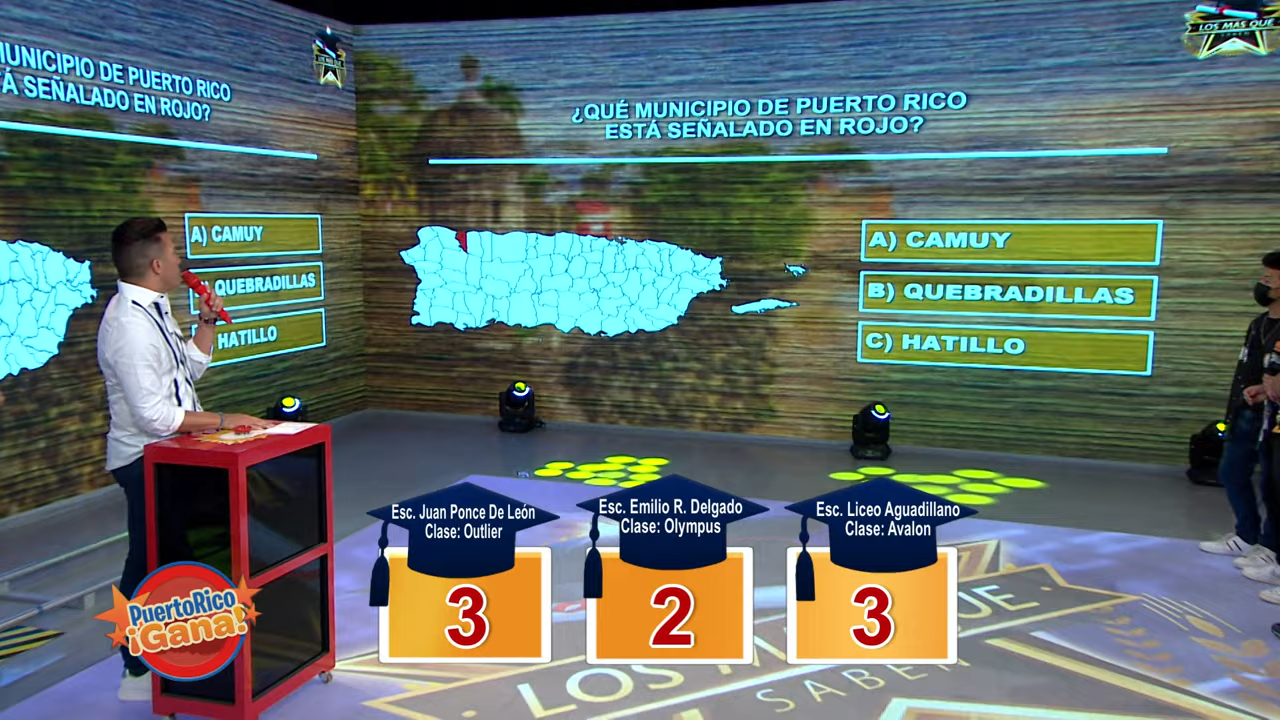 MUNICIPIO DE PUERTO RICO
SEÑALADO EN ROJO?
A) CAMUY
QUEBRADILLAS
HATILLO
¿QUÉ MUNICIPIO DE PUERTO RICO
ESTÁ SEÑALADO EN ROJO?
A) CAMUY
B) QUEBRADILLAS
C) HATILLO
LOS MÁS QUE
SABEN
Esc. Juan Ponce De León
Clase: Outlier
3
Esc. Emilio R. Delgado
Clase: Olympus
2
Esc. Liceo Aguadillano
Clase: Avalon
3
PuertoRico
¡Gana!
LOS M QUE
SABEN